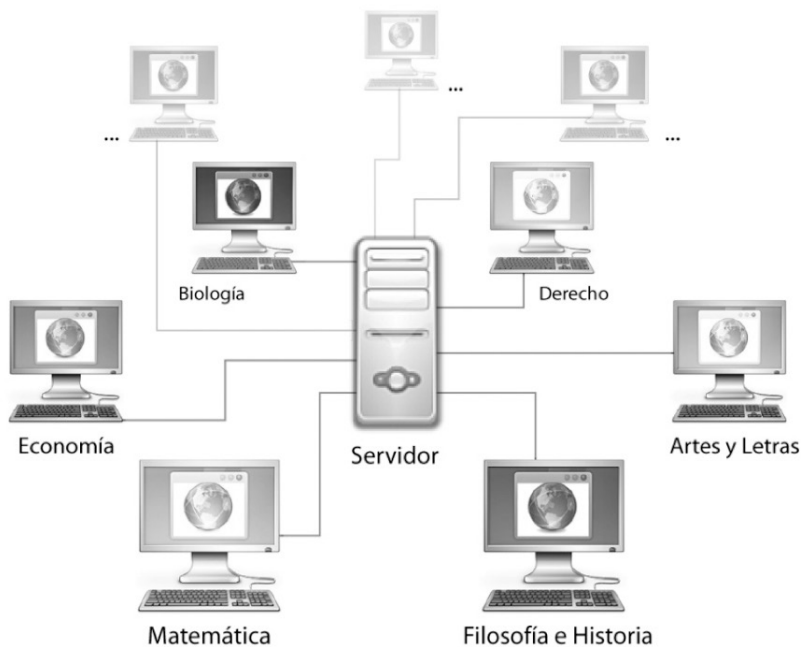 ...
...
...
Biología
Derecho
Economía
Servidor
Artes y Letras
Matemática
Filosofía e Historia